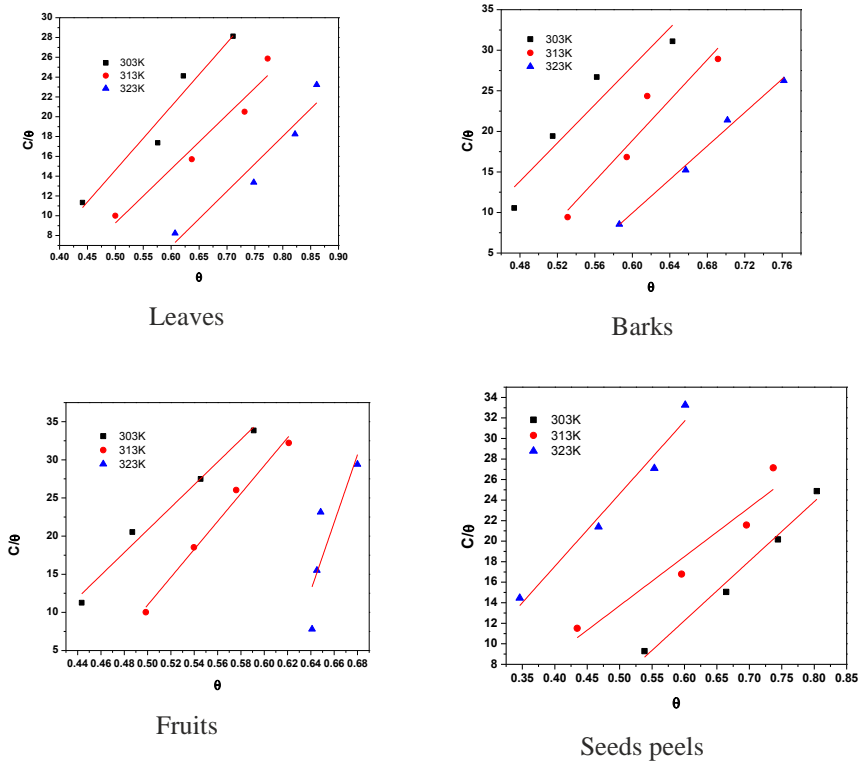 303K
313K
323K
C/θ
28
26
24
22
20
18
16
14
12
10
8
0.40 0.45 0.50 0.55 0.60 0.65 0.70 0.75 0.80 0.85 0.90
θ
Leaves
303K
313K
323K
C/θ
35
30
25
20
15
10
5
0.48 0.52 0.56 0.60 0.64 0.68 0.72 0.76
θ
Barks
303K
313K
323K
C/θ
35
30
25
20
15
10
5
0.44 0.46 0.48 0.50 0.52 0.54 0.56 0.58 0.60 0.62 0.64 0.66 0.68
θ
Fruits
303K
313K
323K
C/θ
34
32
30
28
26
24
22
20
18
16
14
12
10
8
0.35 0.40 0.45 0.50 0.55 0.60 0.65 0.70 0.75 0.80 0.85
θ
Seeds peels